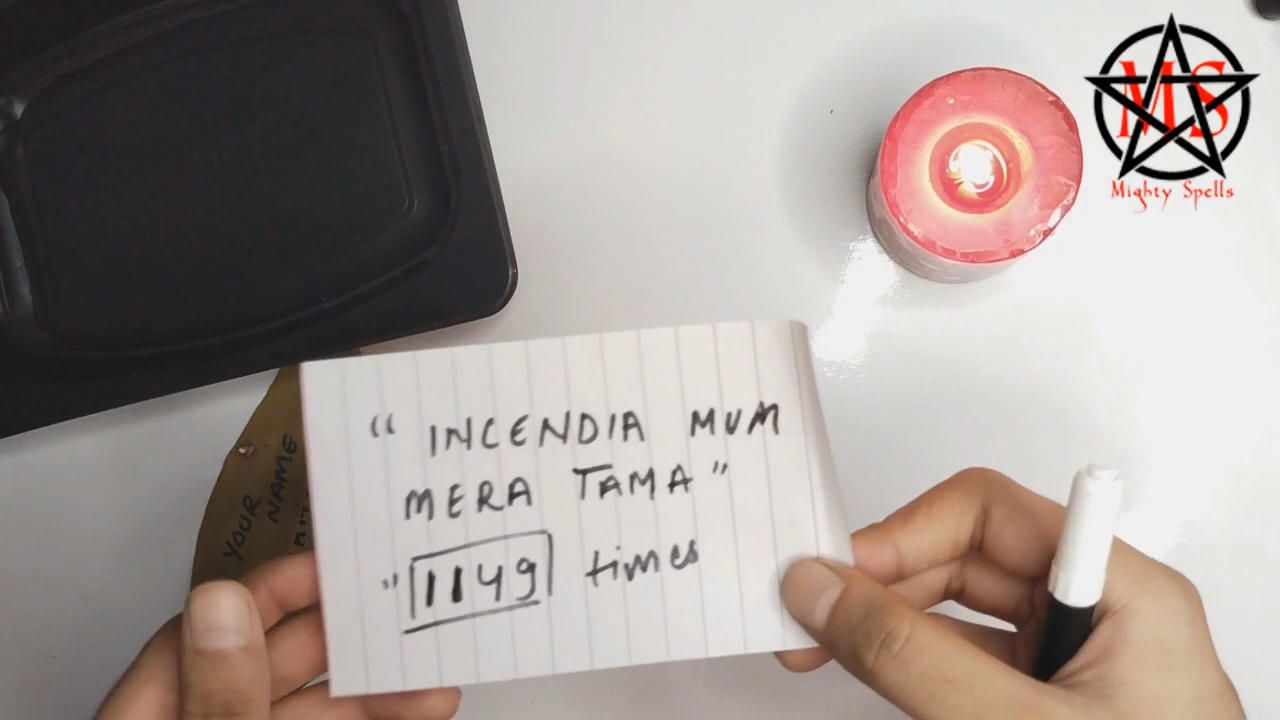 MS
Mighty Spells
“ INCENDIA MUM
MERA TAMA ”
" 1149 times
YOUR
NAME